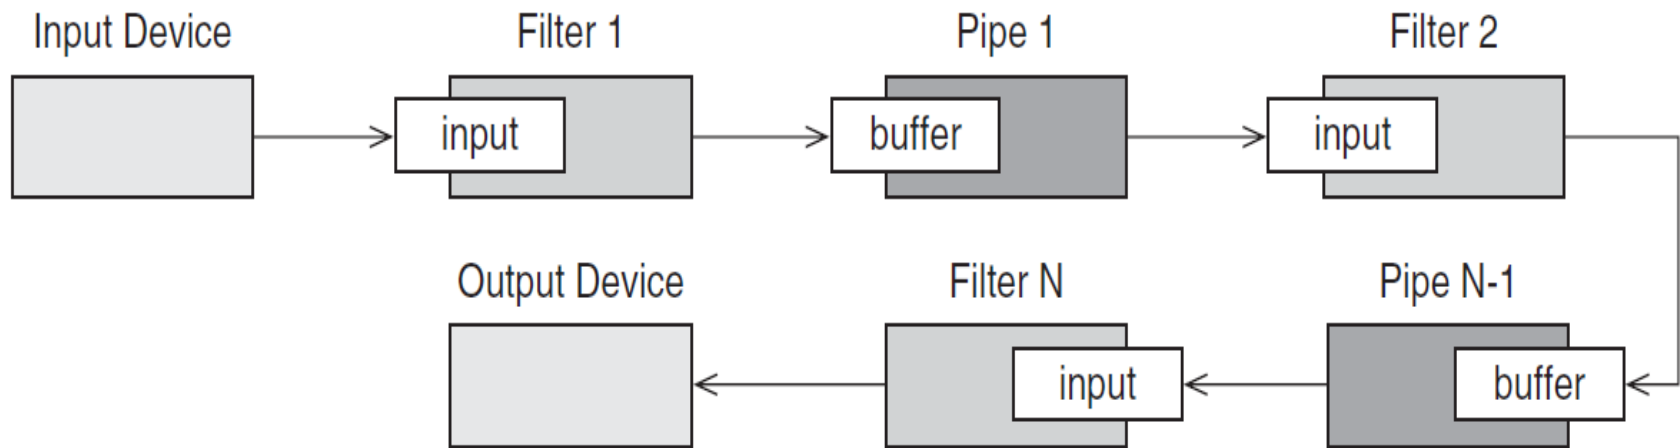 Input Device
Filter 1
Pipe 1
Filter 2
input
buffer
input
Output Device
Filter N
Pipe N-1
input
buffer